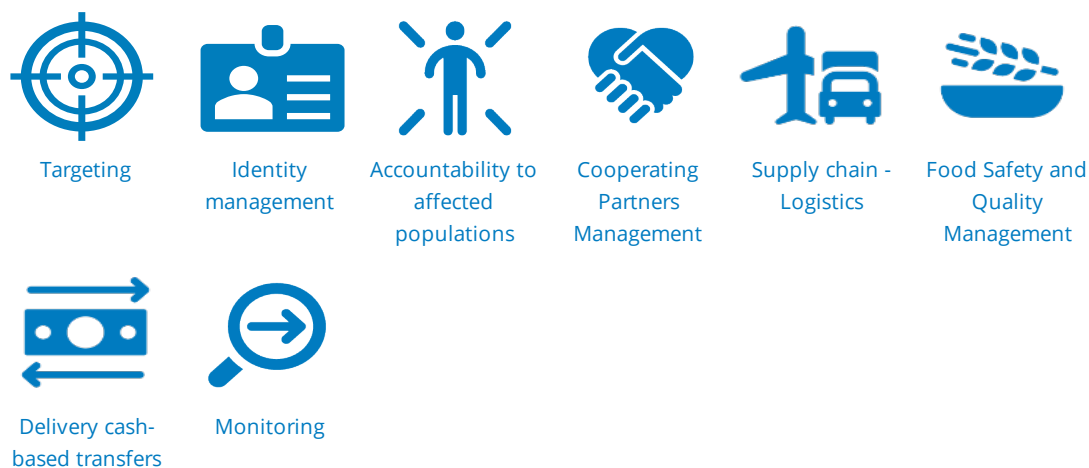 Targeting
Identity
management
Accountability to
affected
populations
Cooperating
Partners
Management
Supply chain -
Logistics
Food Safety and
Quality
Management
Delivery cash-
based transfers
Monitoring